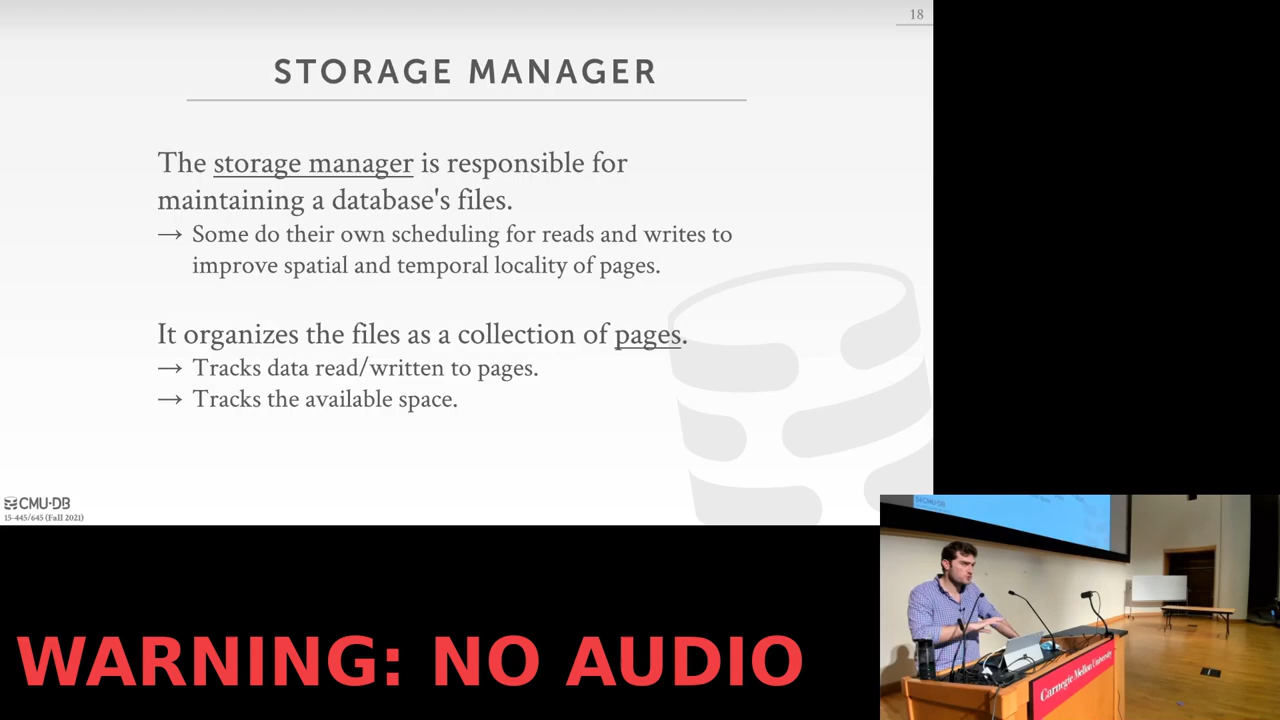 18
STORAGE MANAGER
The storage manager is responsible for
maintaining a database's files.
→ Some do their own scheduling for reads and writes to
improve spatial and temporal locality of pages.
It organizes the files as a collection of pages.
→ Tracks data read/written to pages.
→ Tracks the available space.
CMU·DB
15-445/645 (Fall 2021)
WARNING: NO AUDIO
Carnegie Mellon University